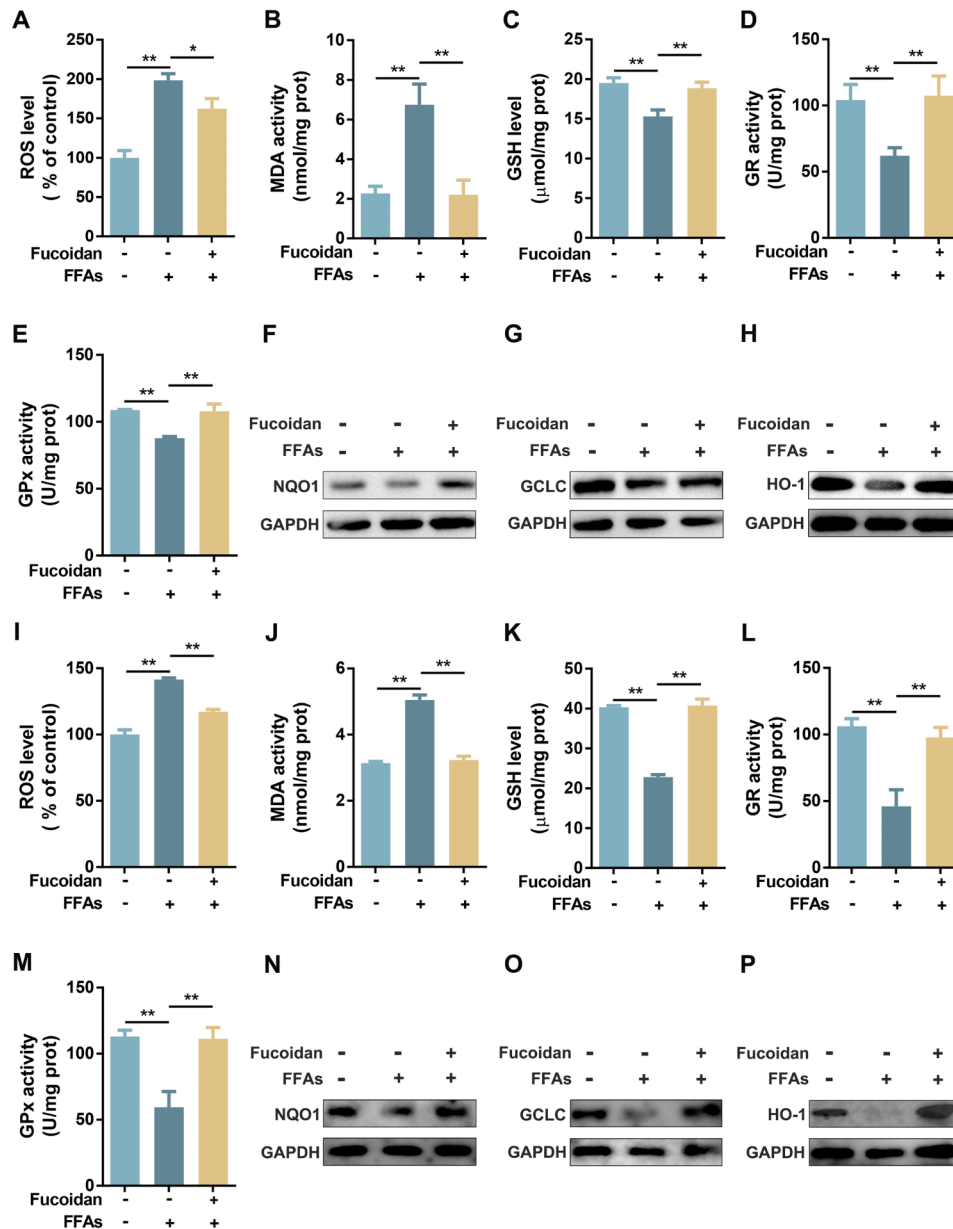 A
ROS level
( % of control)
250
200
150
100
50
0
** *
Fucoidan - - +
FFAs - + +
B
MDA activity
(nmol/mg prot)
8
6
4
2
0
** **
Fucoidan - - +
FFAs - + +
C
GSH level
(μmol/mg prot)
25
20
15
10
5
0
** **
Fucoidan - - +
FFAs - + +
D
GR activity
(U/mg prot)
150
100
50
0
** **
Fucoidan - - +
FFAs - + +
E
GPx activity
(U/mg prot)
150
100
50
0
** **
Fucoidan - - +
FFAs - + +
F
Fucoidan - - +
FFAs - + +
NQO1
GAPDH
G
Fucoidan - - +
FFAs - + +
GCLC
GAPDH
H
Fucoidan - - +
FFAs - + +
HO-1
GAPDH
I
ROS level
( % of control)
150
100
50
0
** **
Fucoidan - - +
FFAs - + +
J
MDA activity
(nmol/mg prot)
6
4
3
2
0
** **
Fucoidan - - +
FFAs - + +
K
GSH level
(μmol/mg prot)
40
30
20
10
0
** **
Fucoidan - - +
FFAs - + +
L
GR activity
(U/mg prot)
150
100
50
0
** **
Fucoidan - - +
FFAs - + +
M
GPx activity
(U/mg prot)
150
100
50
0
** **
Fucoidan - - +
FFAs - + +
N
Fucoidan - - +
FFAs - + +
NQO1
GAPDH
O
Fucoidan - - +
FFAs - + +
GCLC
GAPDH
P
Fucoidan - - +
FFAs - + +
HO-1
GAPDH